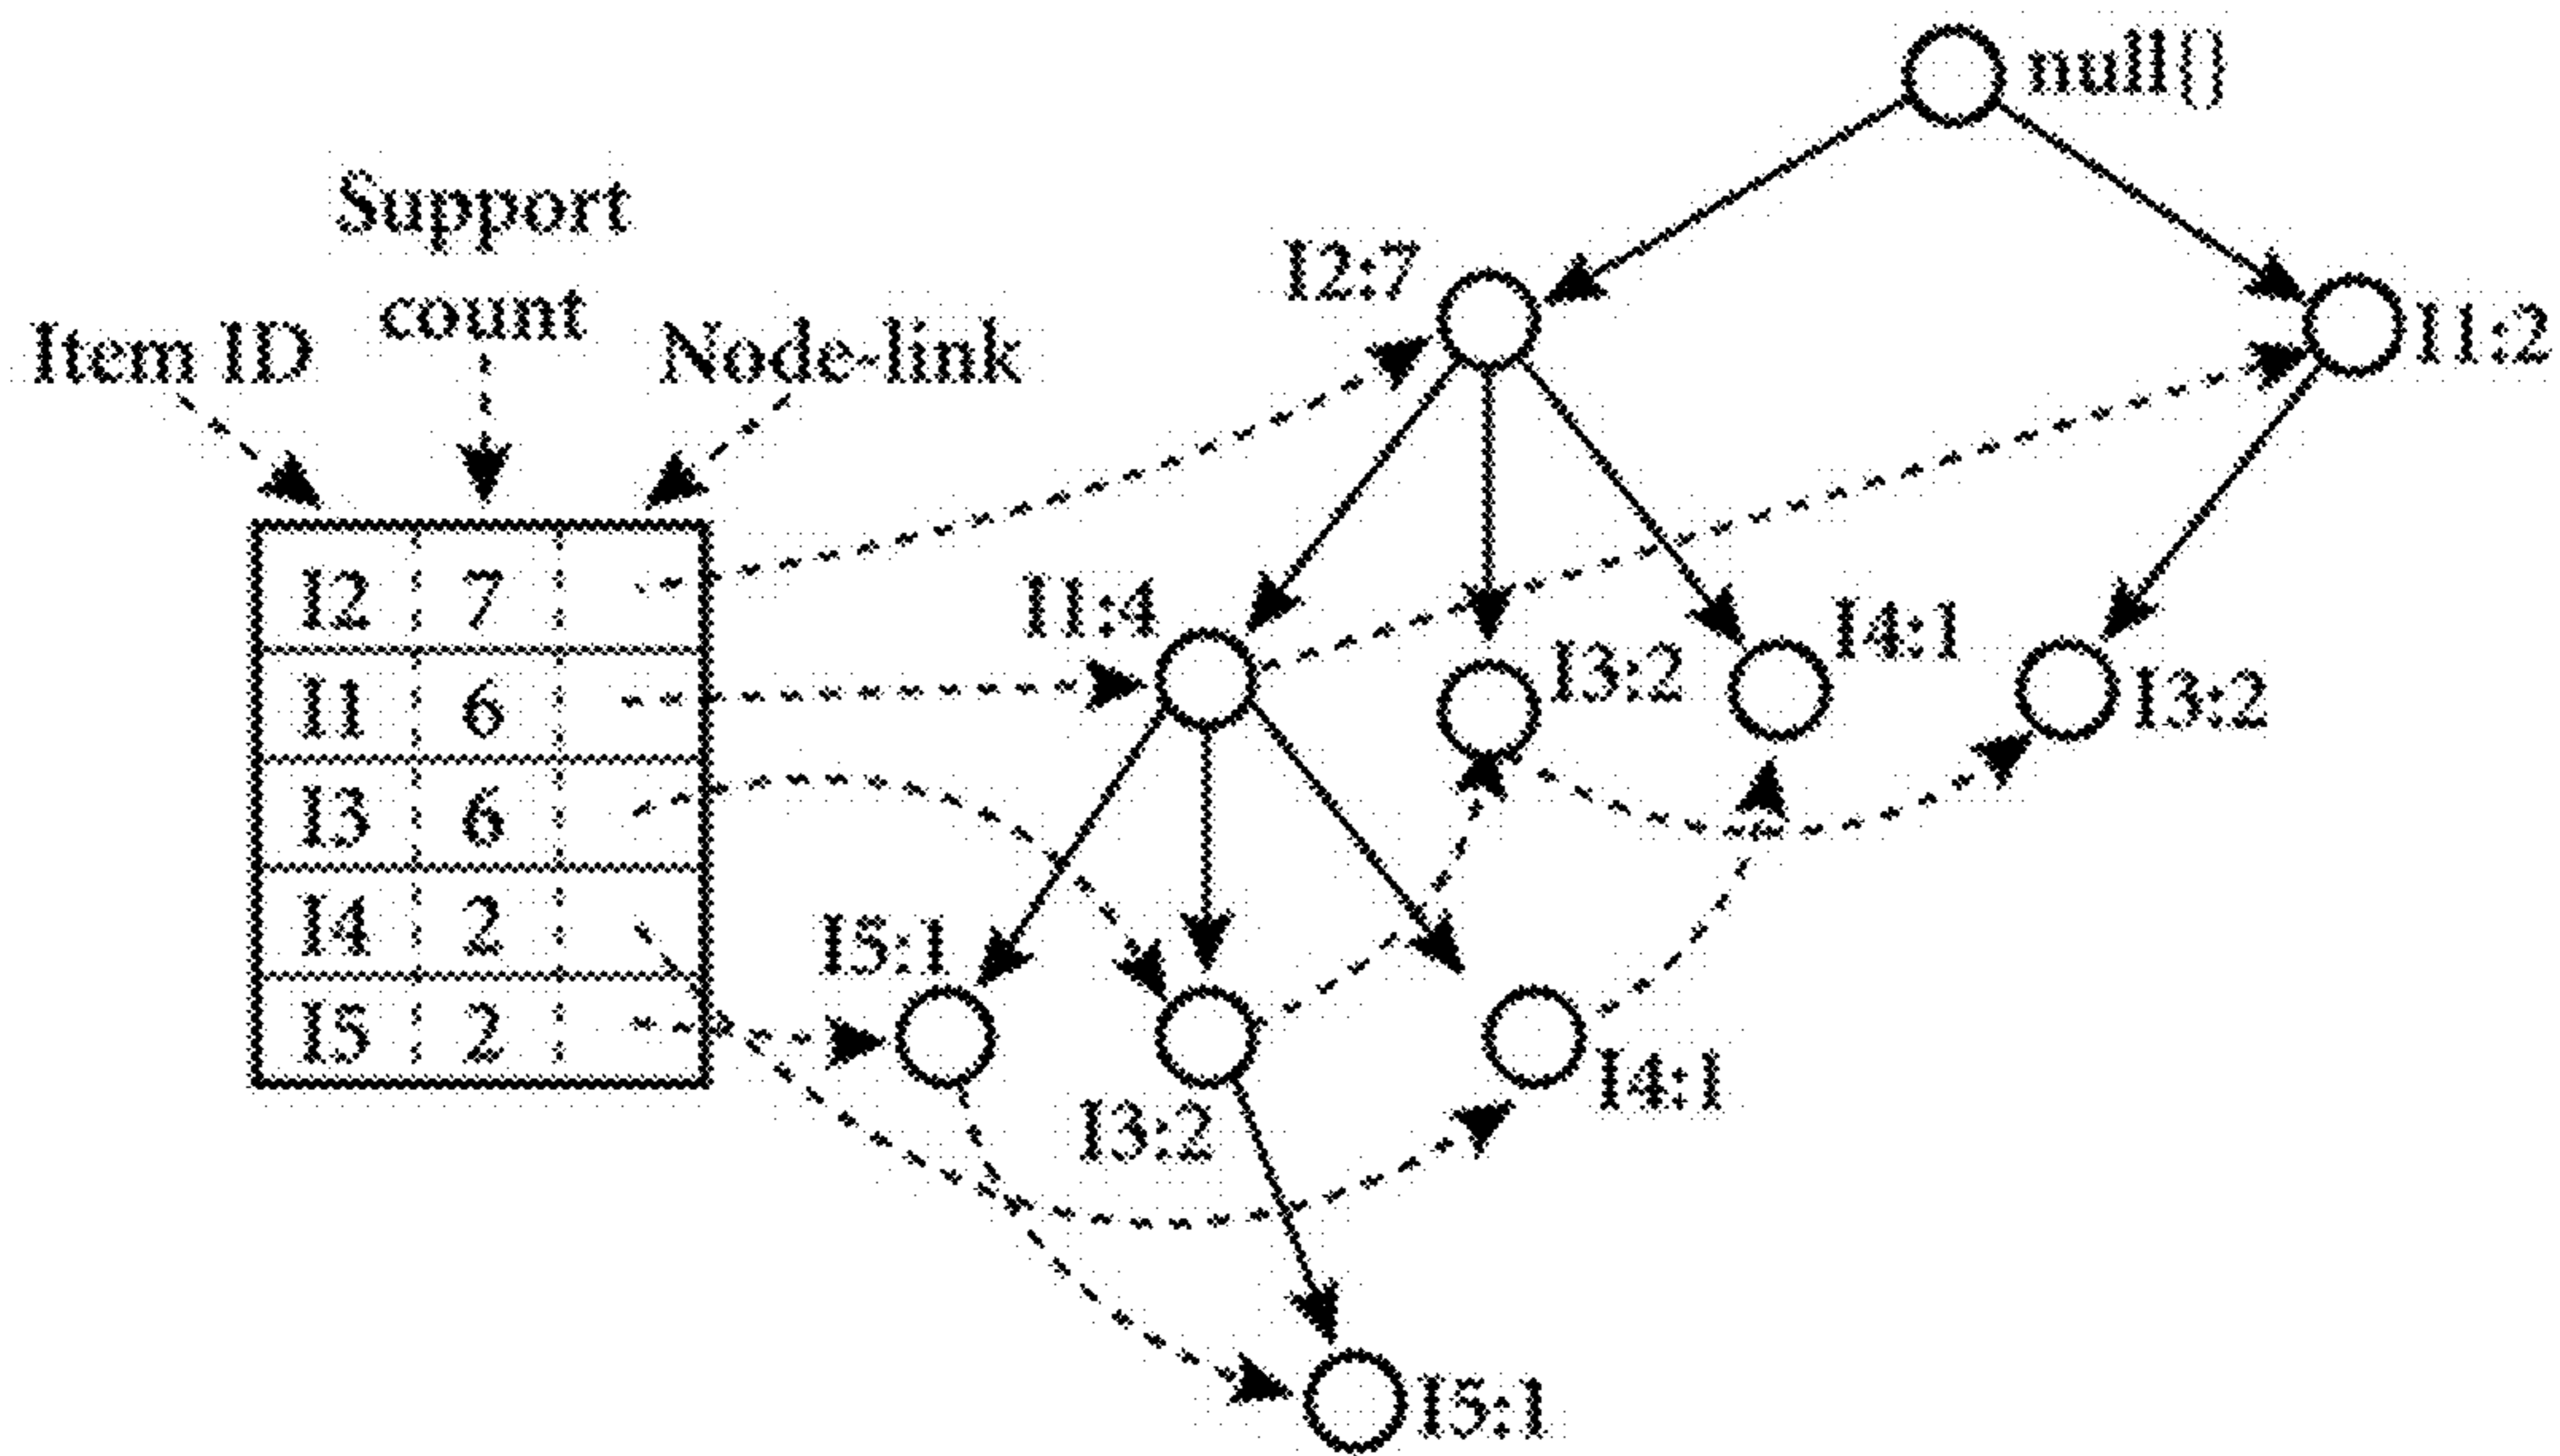 null{}
Support
count
Item ID
Node-link
I2:7
I1:2
I2 7
I1 6
I3 6
I4 2
I5 2
I1:4
I3:2
I4:1
I3:2
I5:1
I3:2
I4:1
I5:1